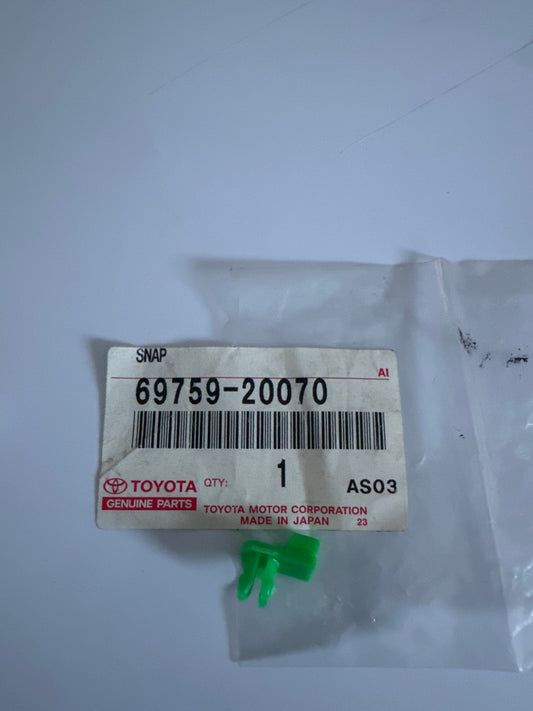 SNAP
AI
69759-20070
TOYOTA QTY: 1 AS03
GENUINE PARTS
TOYOTA MOTOR CORPORATION
MADE IN JAPAN 23